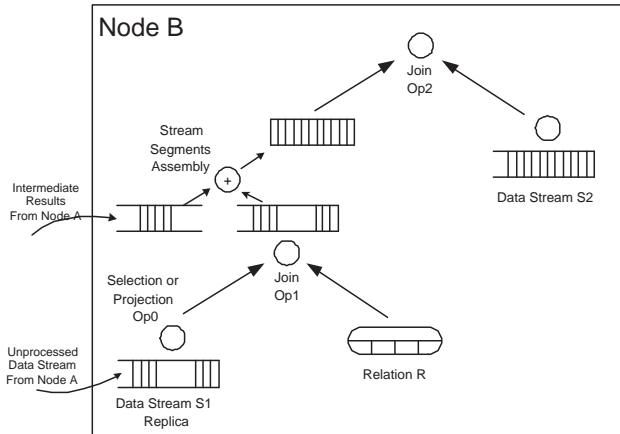 Node B
Join
Op2
Stream
Segments
Assembly
+
Data Stream S2
Intermediate
Results
From Node A
Selection or
Projection
Op0
Join
Op1
Unprocessed
Data Stream
From Node A
Relation R
Data Stream S1
Replica